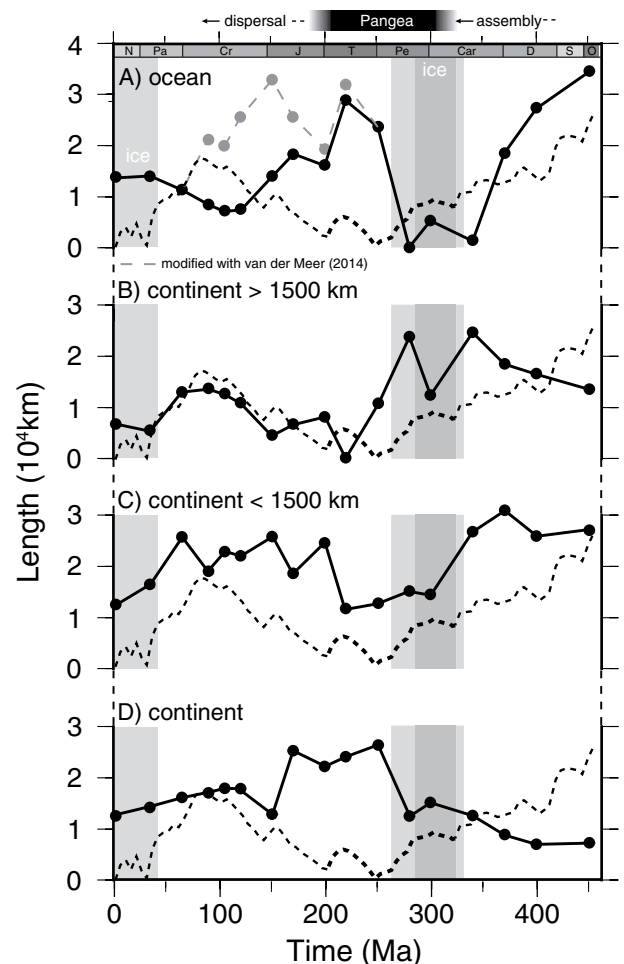 dispersal Pangea assembly
N Pa Cr J T Pe Car D S O
4
A) ocean
ice
3
2
ice
1
0
modified with van der Meer (2014)
3
B) continent > 1500 km
2
1
0
Length (10⁴km)
3
C) continent < 1500 km
2
1
0
3
D) continent
2
1
0
0 100 200 300 400
Time (Ma)